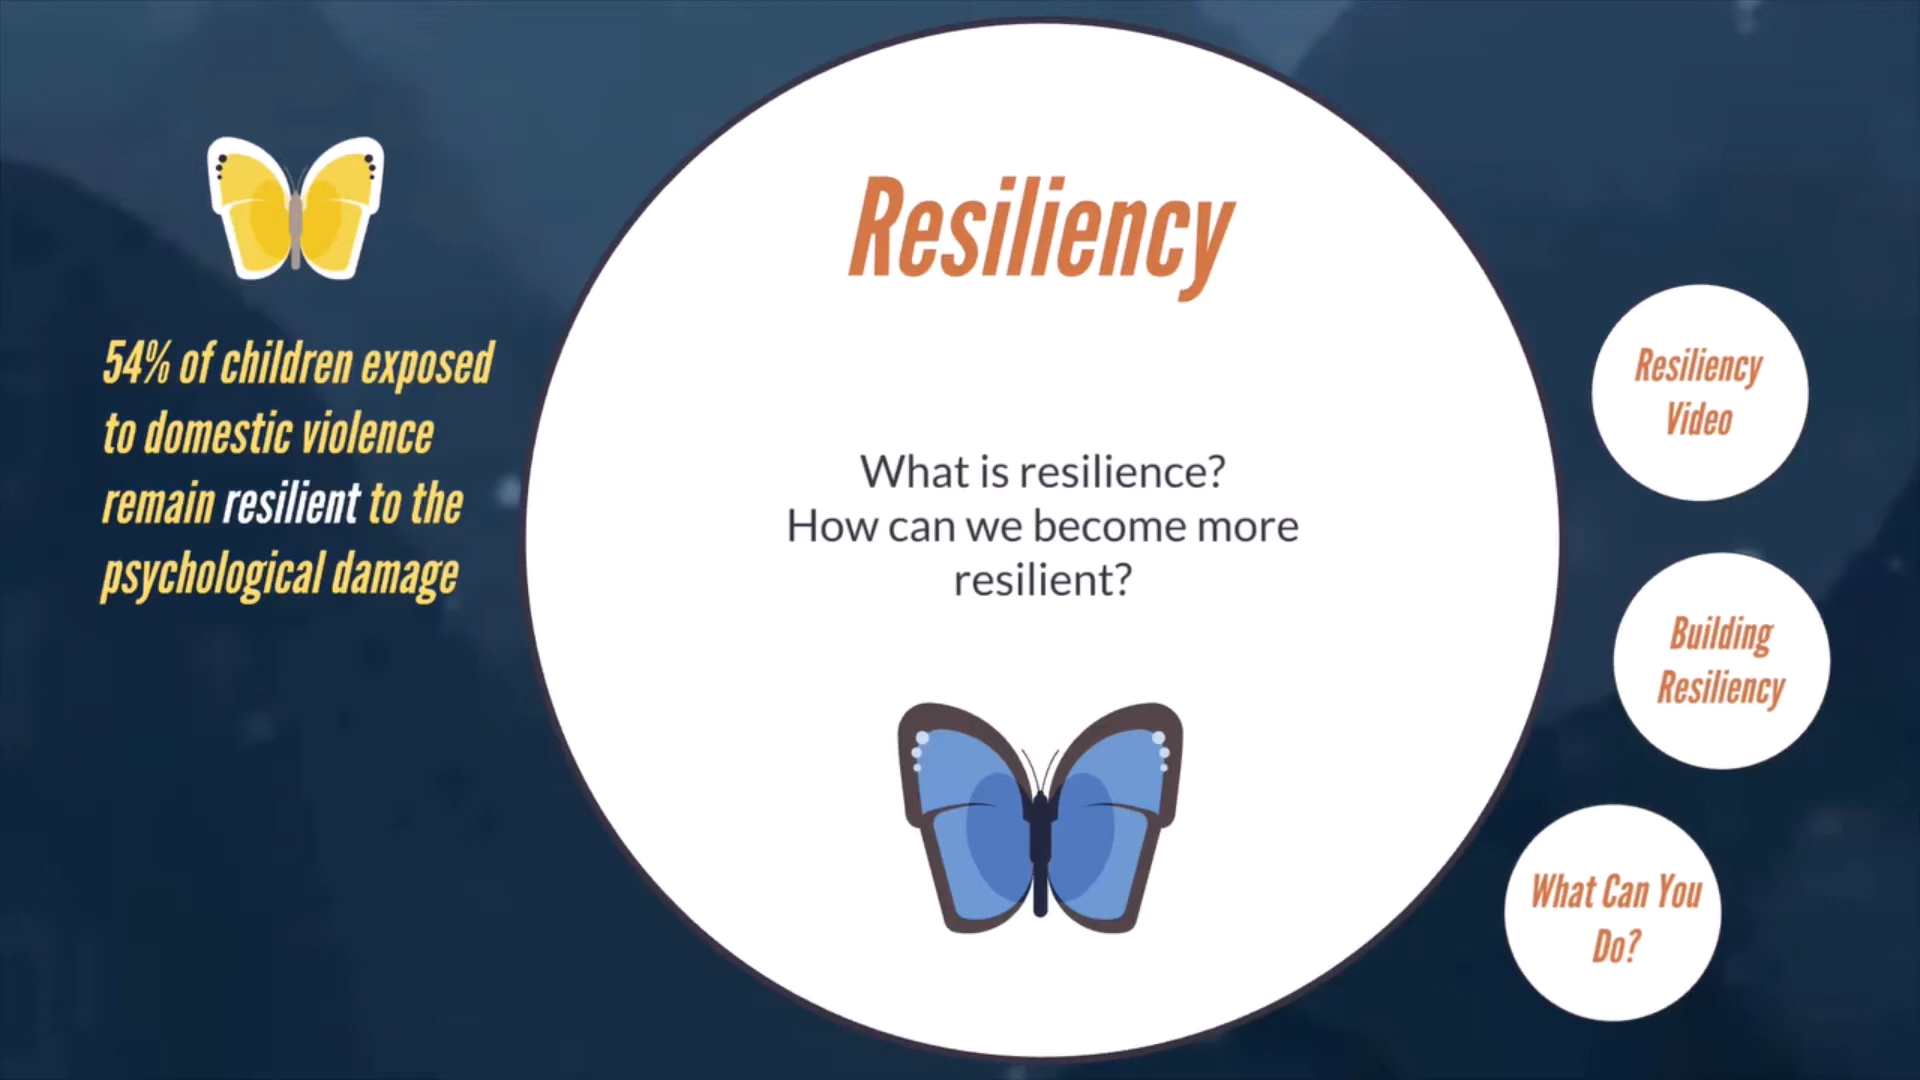 54% of children exposed
to domestic violence
remain resilient to the
psychological damage
Resiliency
What is resilience?
How can we become more
resilient?
Resiliency
Video
Building
Resiliency
What Can You
Do?